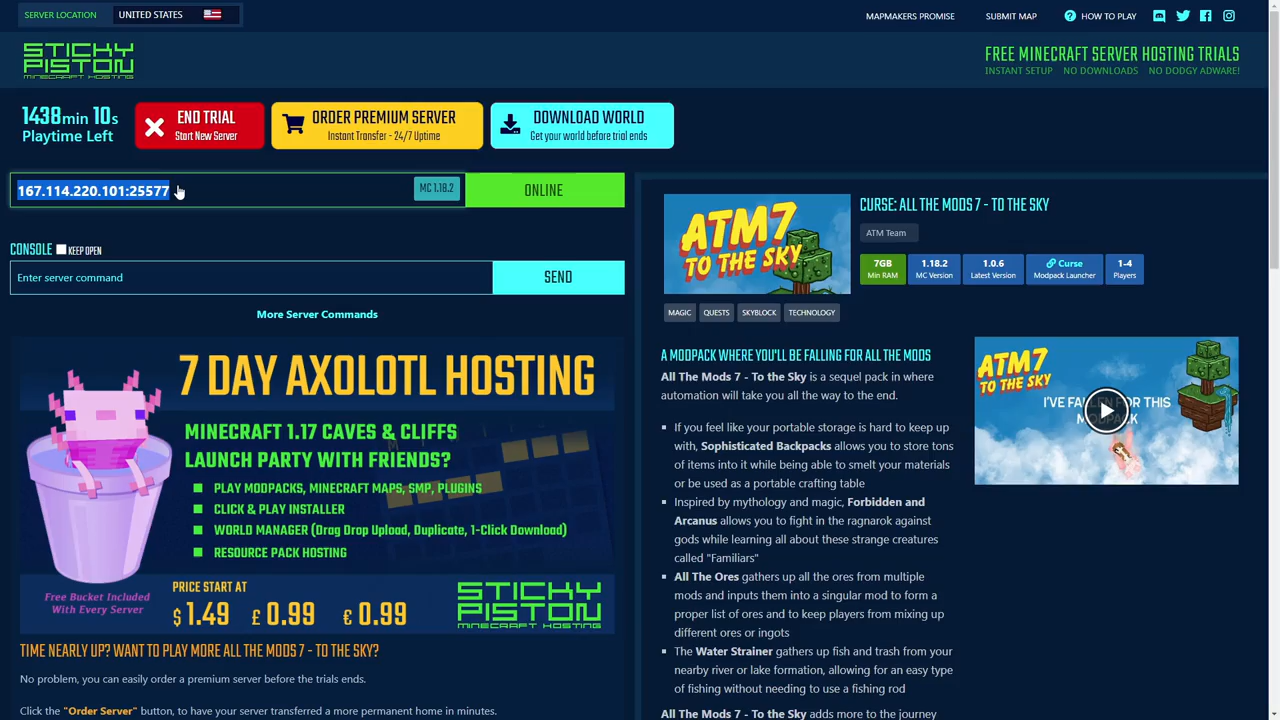 SERVER LOCATION UNITED STATES
MAPMAKERS PROMISE SUBMIT MAP HOW TO PLAY
STICKY
PISTON
MINECRAFT HOSTING
FREE MINECRAFT SERVER HOSTING TRIALS
INSTANT SETUP NO DOWNLOADS NO DODGY ADWARE!
1438min 10s
Playtime Left
END TRIAL
Start New Server
ORDER PREMIUM SERVER
Instant Transfer - 24/7 Uptime
DOWNLOAD WORLD
Get your world before trial ends
167.114.220.101:25577
MC 1.18.2
ONLINE
CONSOLE KEEP OPEN
Enter server command
SEND
More Server Commands
7 DAY AXOLOTL HOSTING
MINECRAFT 1.17 CAVES & CLIFFS
LAUNCH PARTY WITH FRIENDS?
PLAY MODPACKS, MINECRAFT MAPS, SMP, PLUGINS
CLICK & PLAY INSTALLER
WORLD MANAGER (Drag Drop Upload, Duplicate, 1-Click Download)
RESOURCE PACK HOSTING
Free Bucket Included
With Every Server
PRICE START AT
$ 1.49 £ 0.99 € 0.99
STICKY
PISTON
MINECRAFT HOSTING
TIME NEARLY UP? WANT TO PLAY MORE ALL THE MODS 7 - TO THE SKY?
No problem, you can easily order a premium server before the trials ends.
Click the "Order Server" button, to have your server transferred a more permanent home in minutes.
ATM7
TO THE SKY
CURSE: ALL THE MODS 7 - TO THE SKY
ATM Team
7GB
Min RAM
1.18.2
MC Version
1.0.6
Latest Version
Curse
Modpack Launcher
1-4
Players
MAGIC QUESTS SKYBLOCK TECHNOLOGY
A MODPACK WHERE YOU'LL BE FALLING FOR ALL THE MODS
All The Mods 7 - To the Sky is a sequel pack in where
automation will take you all the way to the end.
If you feel like your portable storage is hard to keep up
with, Sophisticated Backpacks allows you to store tons
of items into it while being able to smelt your materials
or be used as a portable crafting table
Inspired by mythology and magic, Forbidden and
Arcanus allows you to fight in the ragnarok against
gods while learning all about these strange creatures
called "Familiars"
All The Ores gathers up all the ores from multiple
mods and inputs them into a singular mod to form a
proper list of ores and to keep players from mixing up
different ores or ingots
The Water Strainer gathers up fish and trash from your
nearby river or lake formation, allowing for an easy type
of fishing without needing to use a fishing rod
All The Mods 7 - To the Sky adds more to the journey
ATM7
TO THE SKY
I'VE FALLEN FOR THIS
MODPACK